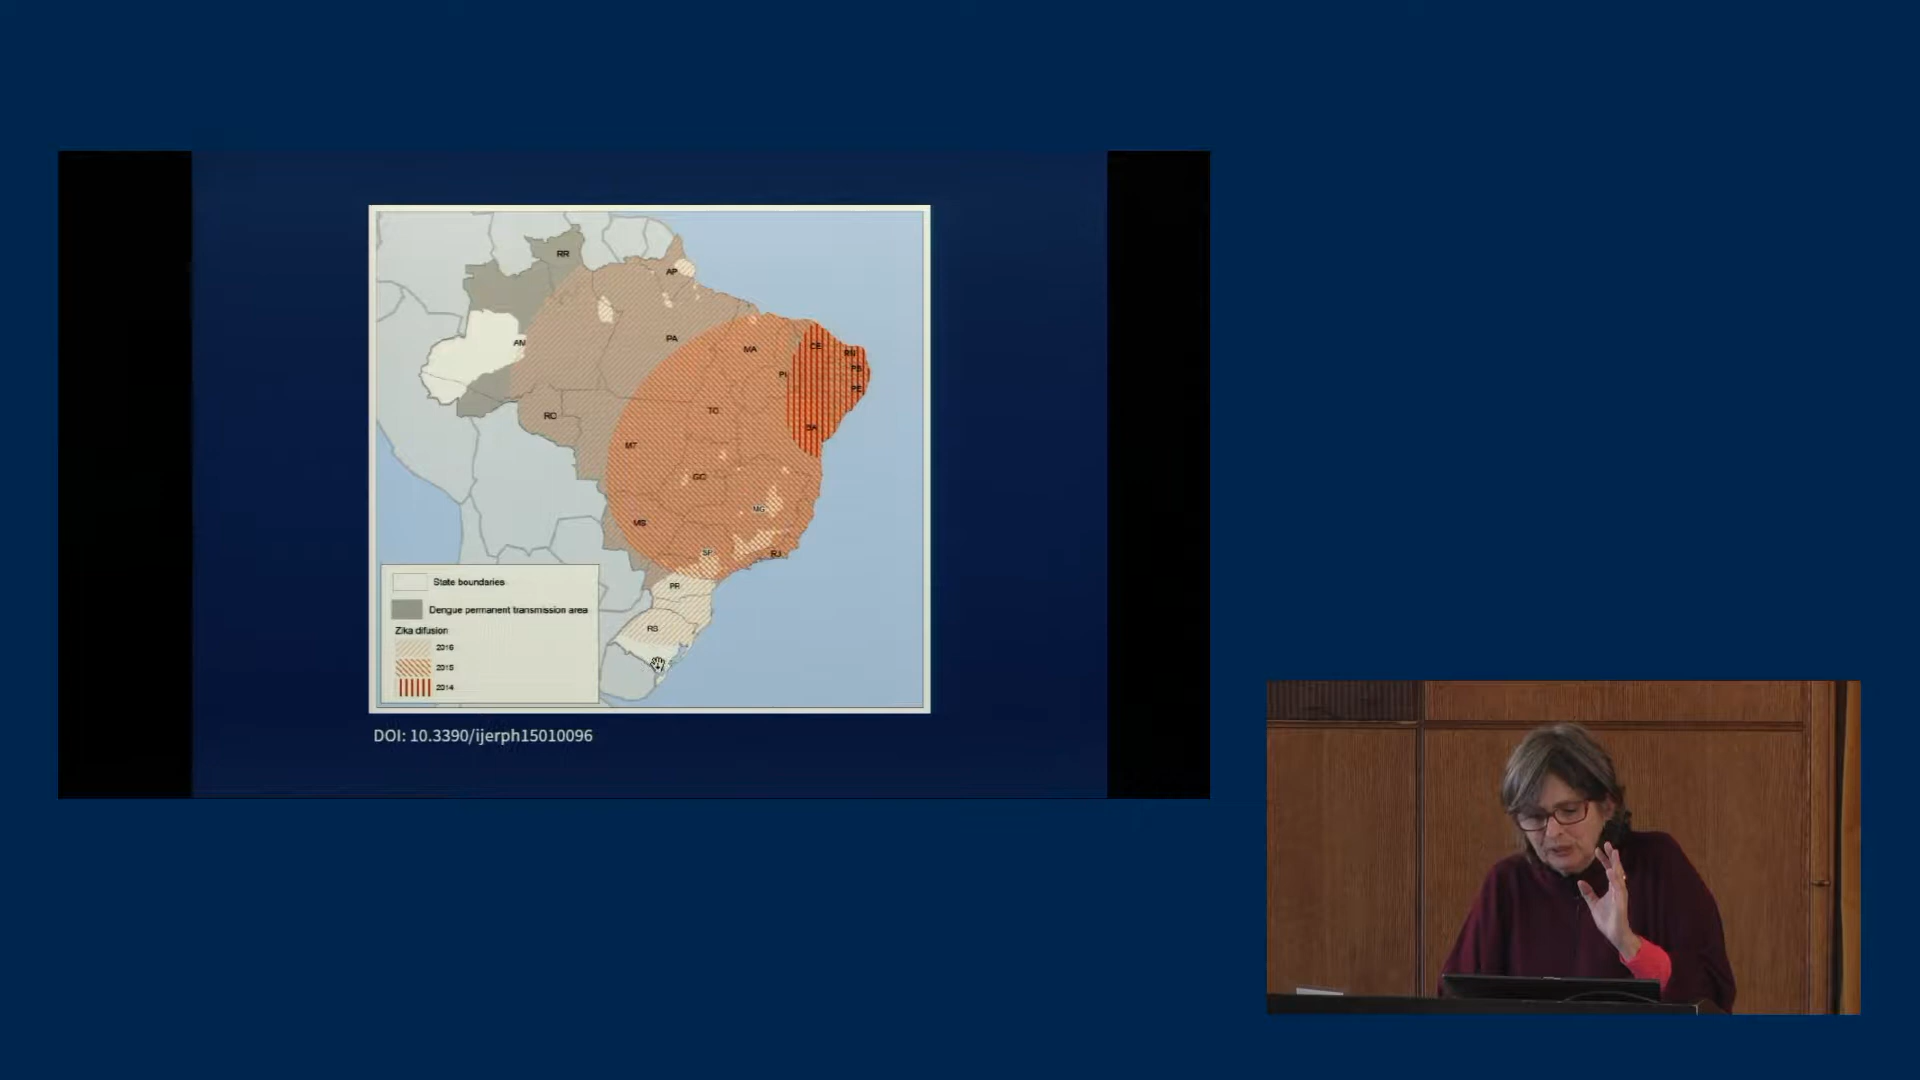 RR
AP
AM
PA
MA
CE
RN
PB
PI
PE
TO
RO
BA
MT
GO
MG
MS
SP
RJ
PR
RS
State boundaries
Dengue permanent transmission area
Zika difusion
2016
2015
2014
DOI: 10.3390/ijerph15010096